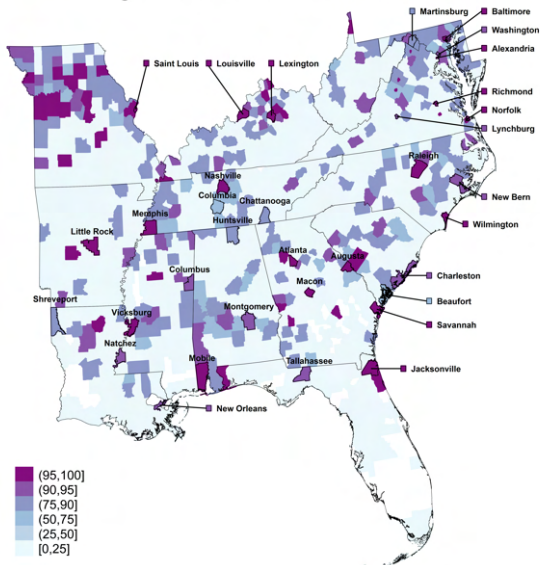 Martinsburg
Baltimore
Washington
Alexandria
Saint Louis
Louisville
Lexington
Richmond
Norfolk
Lynchburg
Raleigh
Nashville
Columbia
Chattanooga
New Bern
Memphis
Huntsville
Wilmington
Little Rock
Atlanta
Augusta
Columbus
Charleston
Macon
Shreveport
Beaufort
Vicksburg
Montgomery
Savannah
Natchez
Mobile
Tallahassee
Jacksonville
New Orleans
(95,100]
(90,95]
(75,90]
(50,75]
(25,50]
[0,25]